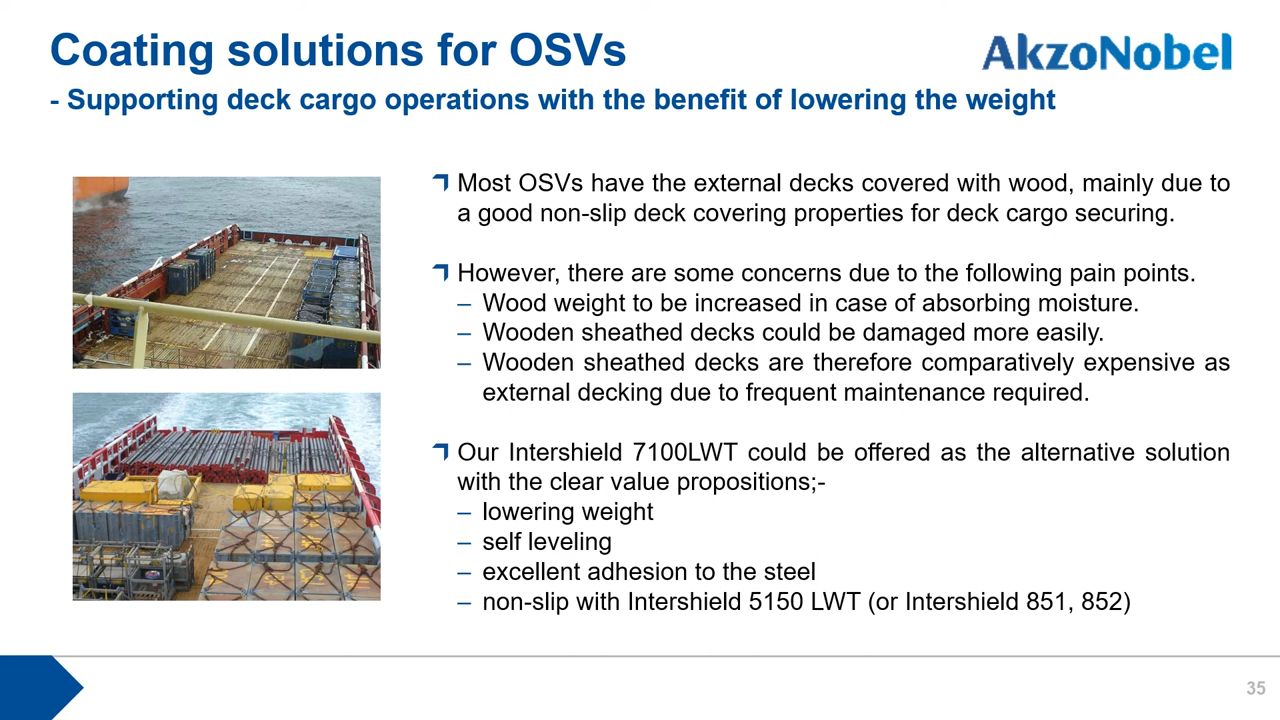 Coating solutions for OSVs
AkzoNobel
- Supporting deck cargo operations with the benefit of lowering the weight
Most OSVs have the external decks covered with wood, mainly due to
a good non-slip deck covering properties for deck cargo securing.
However, there are some concerns due to the following pain points.
– Wood weight to be increased in case of absorbing moisture.
– Wooden sheathed decks could be damaged more easily.
– Wooden sheathed decks are therefore comparatively expensive as
external decking due to frequent maintenance required.
Our Intershield 7100LWT could be offered as the alternative solution
with the clear value propositions;-
– lowering weight
– self leveling
– excellent adhesion to the steel
– non-slip with Intershield 5150 LWT (or Intershield 851, 852)
35